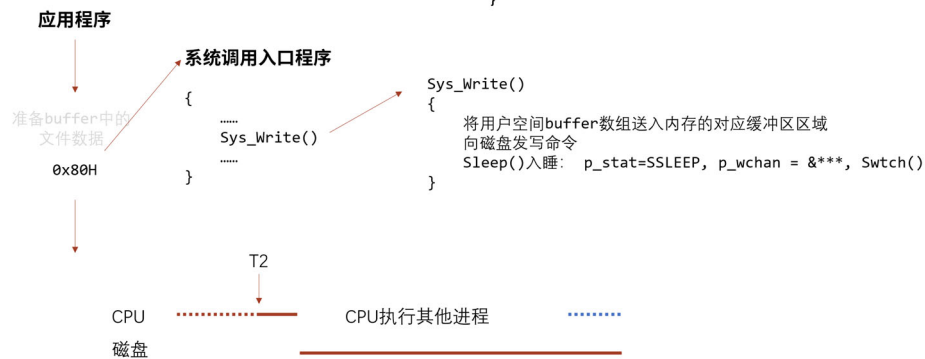 应用程序
系统调用入口程序
准备buffer中的
文件数据
0x80H
{
……
Sys_Write()
……
}
Sys_Write()
{
将用户空间buffer数组送入内存的对应缓冲区区域
向磁盘发写命令
Sleep()入睡： p_stat=SSLEEP, p_wchan = &***, Swtch()
}
T2
CPU
CPU执行其他进程
磁盘